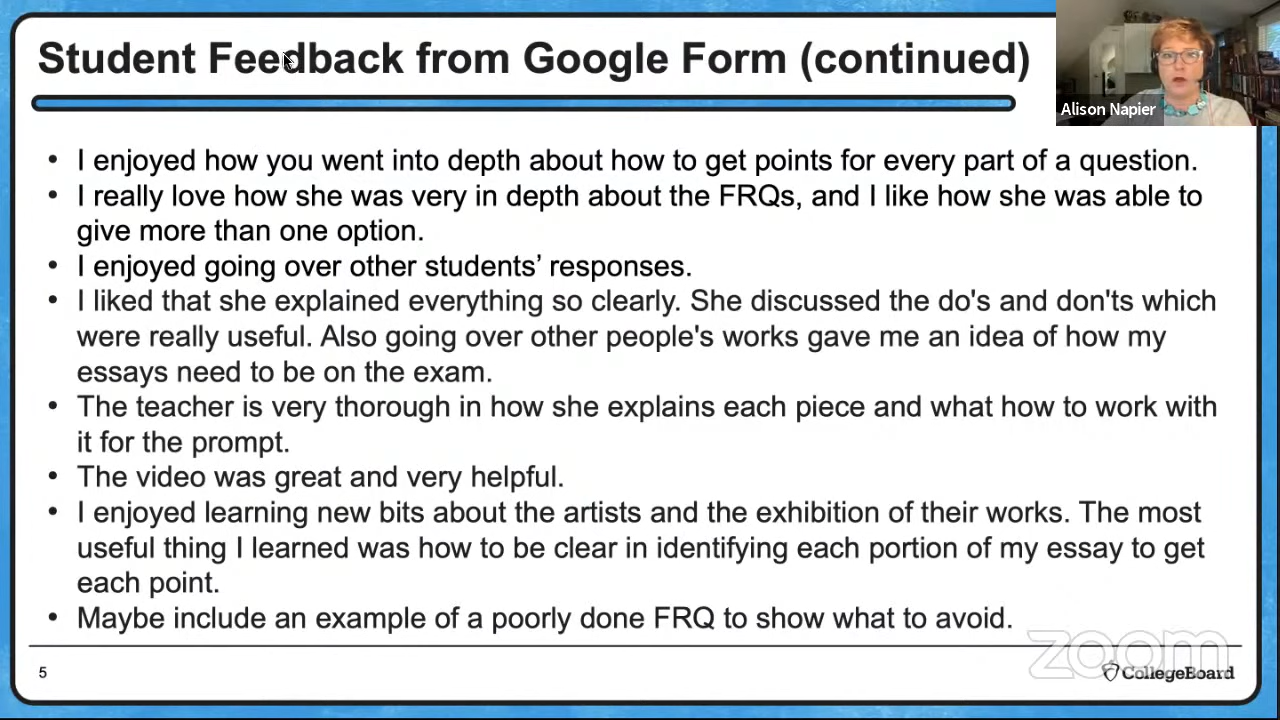 Student Feedback from Google Form (continued)
Alison Napier
• I enjoyed how you went into depth about how to get points for every part of a question.
• I really love how she was very in depth about the FRQs, and I like how she was able to
give more than one option.
• I enjoyed going over other students’ responses.
• I liked that she explained everything so clearly. She discussed the do's and don'ts which
were really useful. Also going over other people's works gave me an idea of how my
essays need to be on the exam.
• The teacher is very thorough in how she explains each piece and what how to work with
it for the prompt.
• The video was great and very helpful.
• I enjoyed learning new bits about the artists and the exhibition of their works. The most
useful thing I learned was how to be clear in identifying each portion of my essay to get
each point.
• Maybe include an example of a poorly done FRQ to show what to avoid.
zoom
5
CollegeBoard